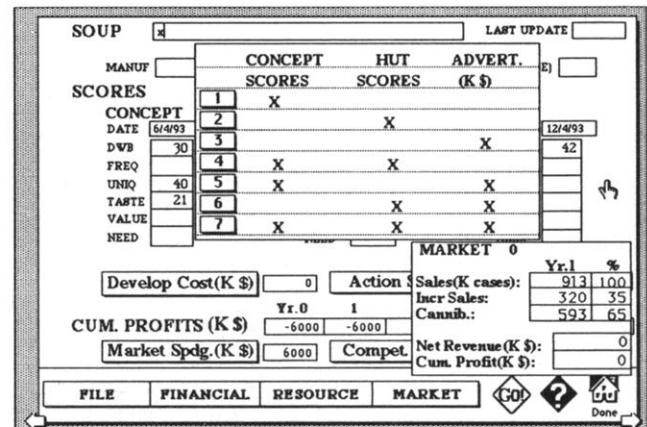 SOUP x LAST UPDATE
MANUF E)
CONCEPT HUT ADVERT.
SCORES SCORES (K $)
SCORES
1 X
2 X
3 X
4 X X
5 X X
6 X X
7 X X X
CONCEPT
DATE 6/4/93 12/4/93
DWB 30 42
FREQ
UNIQ 40
TASTE 21
VALUE
NEED
MARKET 0
Yr.1 %
Sales(K cases): 913 100
Incr Sales: 320 35
Cannib.: 593 65
Net Revenue(K $): 0
Cum. Profit(K $): 0
Develop Cost(K $) 0 Action
Yr.0 1
CUM. PROFITS (K $) -6000 -6000
Market Spdg.(K $) 6000 Compet.
FILE FINANCIAL RESOURCE MARKET GO! ?
Done